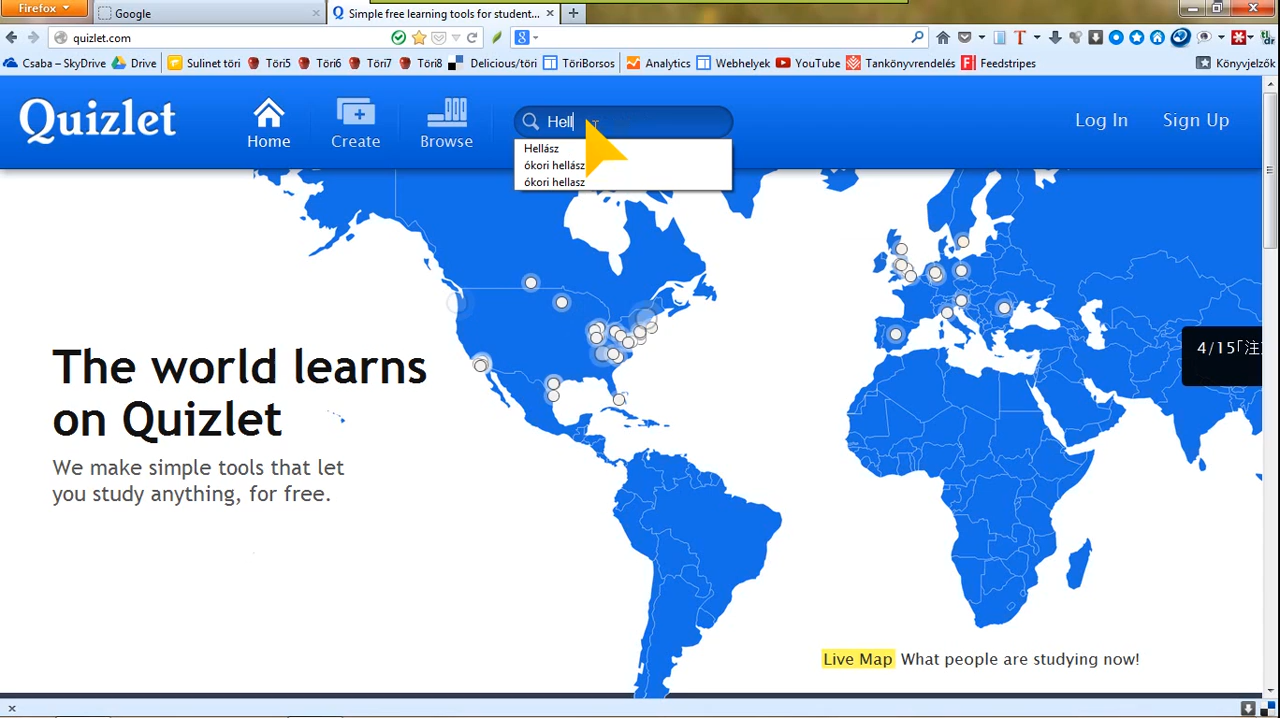 Firefox
Google
Simple free learning tools for student...
quizlet.com
Csaba – SkyDrive
Drive
Sulinet töri
Töri5
Töri6
Töri7
Töri8
Delicious/töri
TöriBorsos
Analytics
Webhelyek
YouTube
Tankönyvrendelés
Feedstripes
Könyvjelzők
Quizlet
Home
Create
Browse
Hell
Log In
Sign Up
Hellász
ókori hellász
ókori hellasz
The world learns
on Quizlet
We make simple tools that let
you study anything, for free.
4/15「注
Live Map What people are studying now!